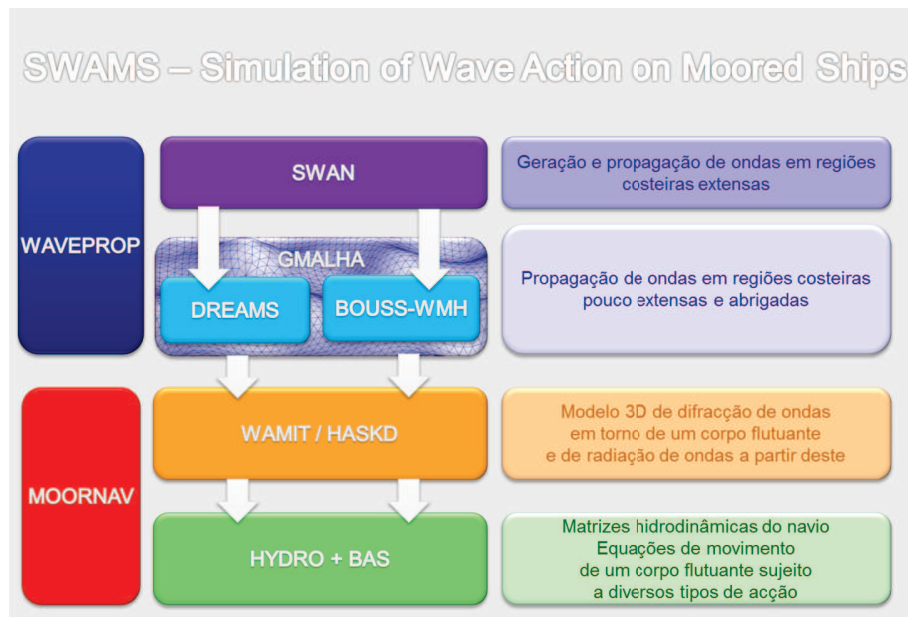 SWAMS – Simulation of Wave Action on Moored Ships
WAVEPROP
SWAN
Geração e propagação de ondas em regiões
costeiras extensas
GMALHA
DREAMS
BOUSS-WMH
Propagação de ondas em regiões costeiras
pouco extensas e abrigadas
MOORNAV
WAMIT / HASKD
Modelo 3D de difracção de ondas
em torno de um corpo flutuante
e de radiação de ondas a partir deste
HYDRO + BAS
Matrizes hidrodinâmicas do navio
Equações de movimento
de um corpo flutuante sujeito
a diversos tipos de acção